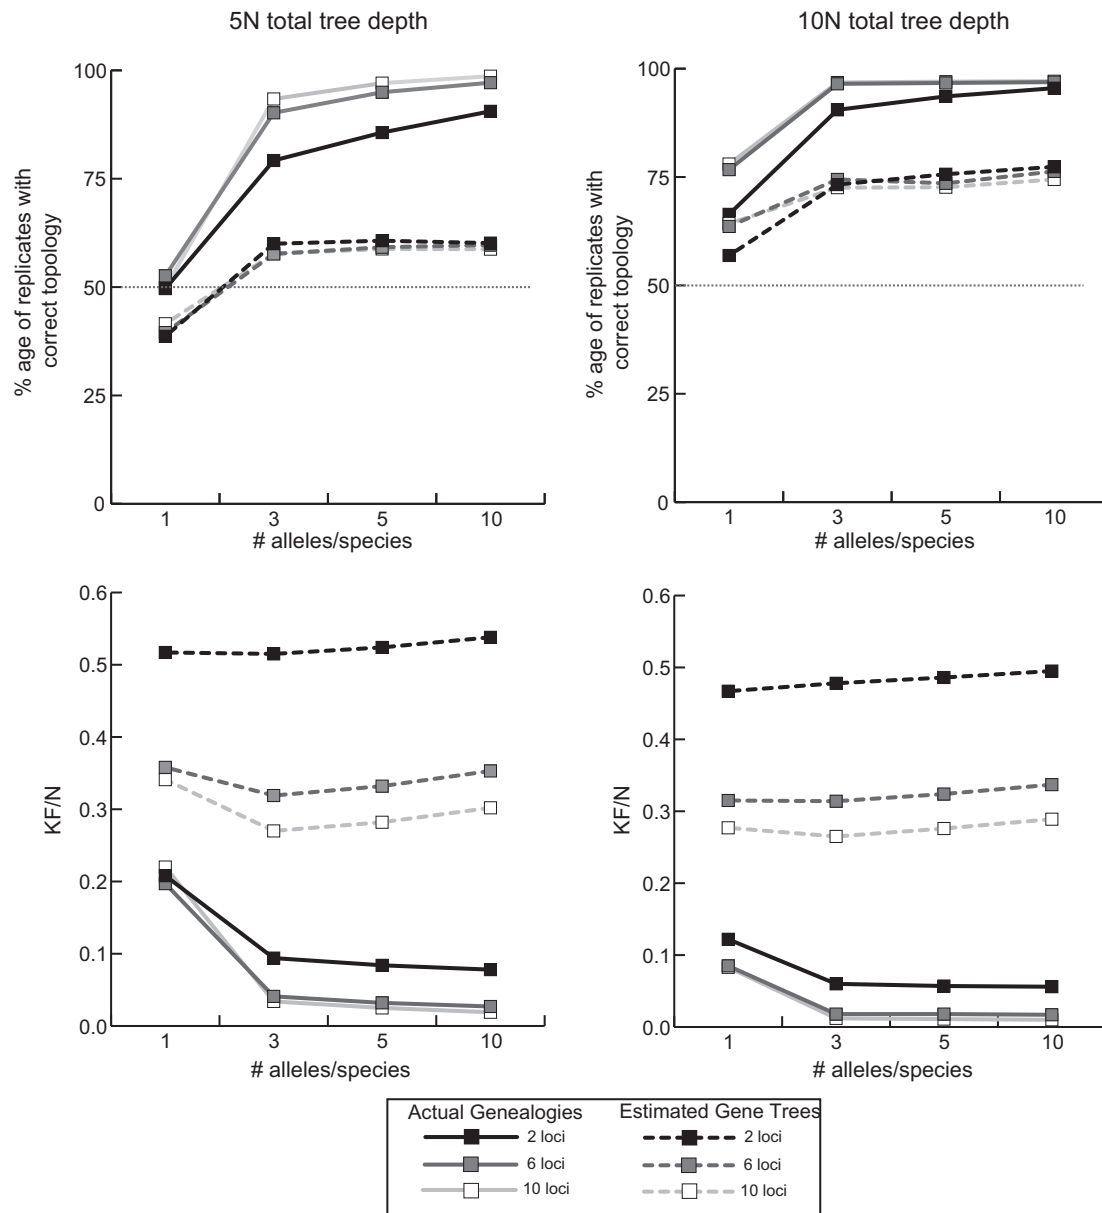 5N total tree depth
10N total tree depth
% age of replicates with
correct topology
100
75
50
25
0
1 3 5 10
# alleles/species
% age of replicates with
correct topology
100
75
50
25
0
1 3 5 10
# alleles/species
KF/N
0.6
0.5
0.4
0.3
0.2
0.1
0.0
1 3 5 10
# alleles/species
KF/N
0.6
0.5
0.4
0.3
0.2
0.1
0.0
1 3 5 10
# alleles/species
Actual Genealogies Estimated Gene Trees
2 loci 2 loci
6 loci 6 loci
10 loci 10 loci